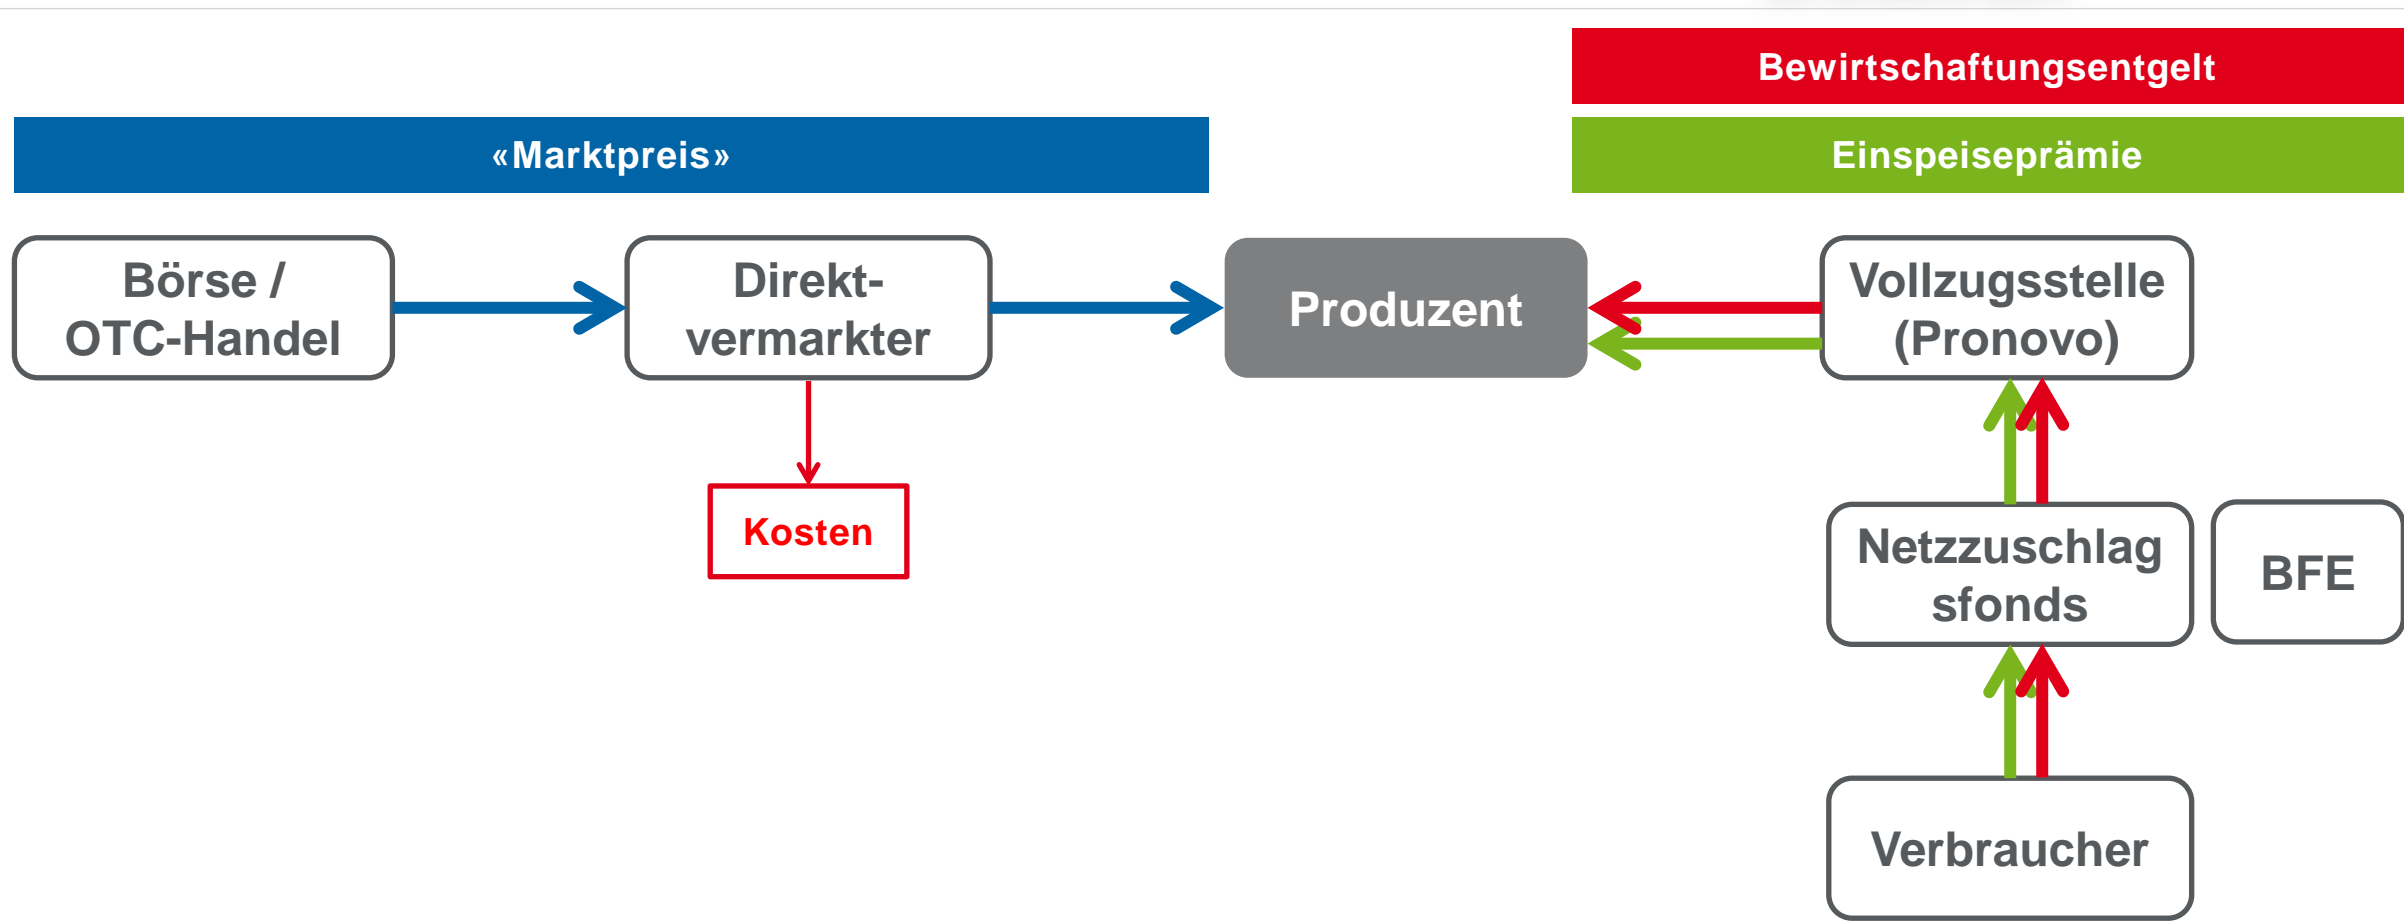 Bewirtschaftungsentgelt
«Marktpreis»
Einspeiseprämie
Börse /
OTC-Handel
Direkt-
vermarkter
Produzent
Vollzugsstelle
(Pronovo)
Kosten
Netzzuschlag
sfonds
BFE
Verbraucher